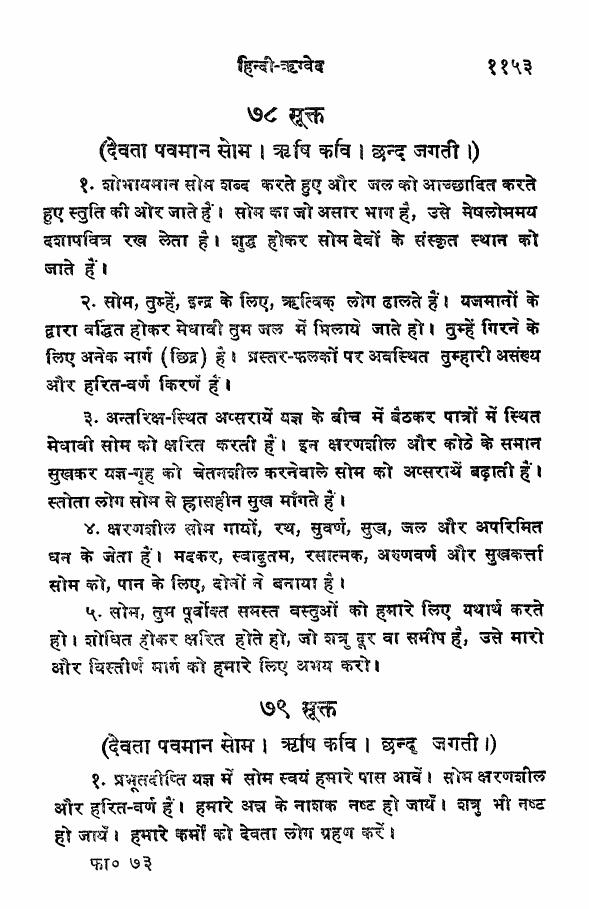 हिन्दी-ऋग्वेद ११५३
७८ सूक्त
(देवता पवमान सोम । ऋषि कवि । छन्द जगती ।)
१. शोभायमान सोम शब्द करते हुए और जल को आच्छादित करते
हुए स्तुति की ओर जाते हैं । सोम का जो असार भाग है, उसे मेषलोममय
दशापवित्र रख लेता है । शुद्ध होकर सोम देवों के संस्कृत स्थान को
जाते हैं ।
२. सोम, तुम्हें, इन्द्र के लिए, ऋत्विक् लोग ढालते हैं । यजमानों के
द्वारा वर्द्धित होकर मेधावी तुम जल में मिलाये जाते हो । तुम्हें गिरने के
लिए अनेक मार्ग (छिद्र) हैं । प्रस्तर-फलकों पर अवस्थित तुम्हारी असंख्य
और हरित-वर्ण किरणें हैं ।
३. अन्तरिक्ष-स्थित अप्सरायें यज्ञ के बीच में बैठकर पात्रों में स्थित
मेधावी सोम को क्षरित करती हैं । इन क्षरणशील और कोठे के समान
सुखकर यज्ञ-गृह को चेतनशील करनेवाले सोम को अप्सरायें बढ़ाती हैं ।
स्तोता लोग सोम से ह्रासहीन सुख माँगते हैं ।
४. क्षरणशील सोम गायों, रथ, सुवर्ण, सुख, जल और अपरिमित
धन के जेता हैं । मदकर, स्वादुतम, रसात्मक, अरुणवर्ण और सुखकर्त्ता
सोम को, पान के लिए, देवों ने बनाया है ।
५. सोम, तुम पूर्वोक्त समस्त वस्तुओं को हमारे लिए यथार्थ करते
हो । शोधित होकर क्षरित होते हो, जो शत्रु दूर वा समीप है, उसे मारो
और विस्तीर्ण मार्ग को हमारे लिए अभय करो ।
७९ सूक्त
(देवता पवमान सोम । ऋषि कवि । छन्द जगती ।)
१. प्रभूतदीप्ति यज्ञ में सोम स्वयं हमारे पास आवें । सोम क्षरणशील
और हरित-वर्ण हैं । हमारे अन्न के नाशक नष्ट हो जायँ । शत्रु भी नष्ट
हो जायँ । हमारे कर्मों को देवता लोग ग्रहण करें ।
फा० ७३